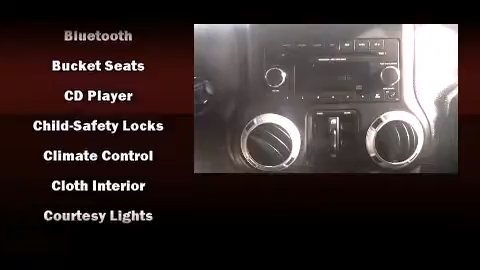 Bluetooth
Bucket Seats
CD Player
Child-Safety Locks
Climate Control
Cloth Interior
Courtesy Lights